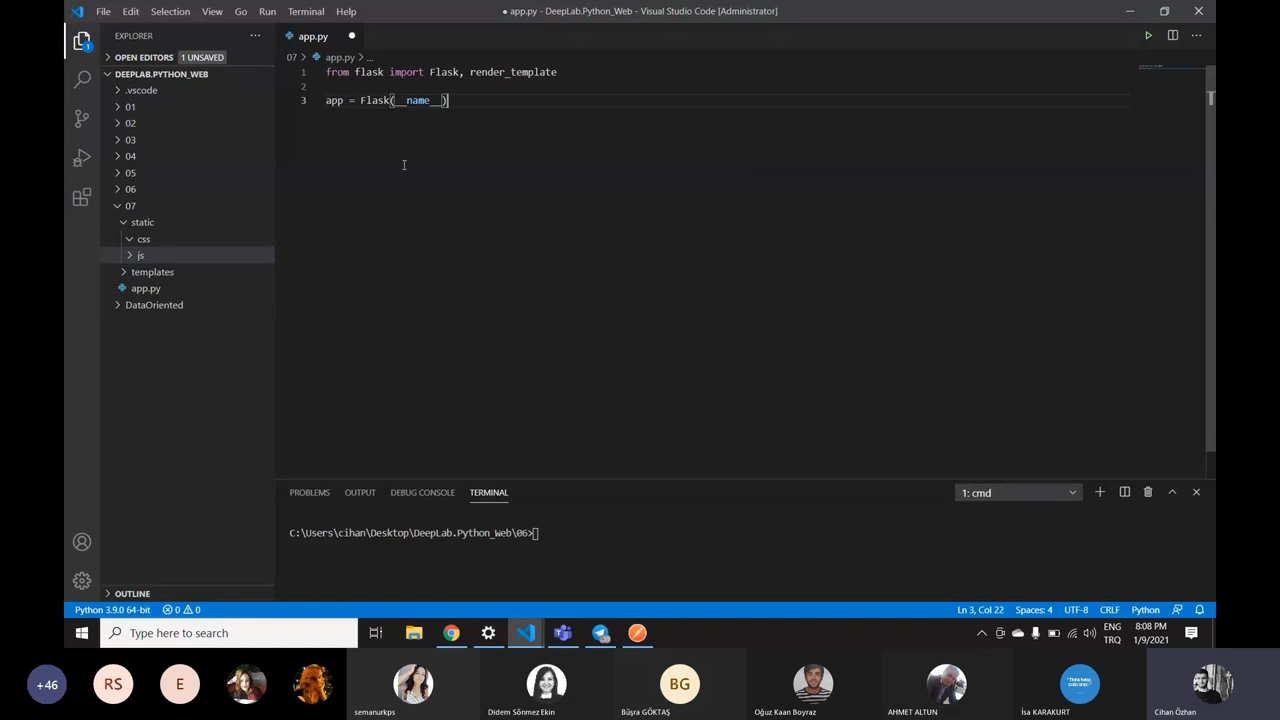 File Edit Selection View Go Run Terminal Help
● app.py - DeepLab.Python_Web - Visual Studio Code [Administrator]
EXPLORER
app.py
OPEN EDITORS 1 UNSAVED
07 > app.py > ...
DEEPLAB.PYTHON_WEB
1 from flask import Flask, render_template
.vscode
2
01
3 app = Flask(__name__)
02
03
04
05
06
07
static
css
js
templates
app.py
DataOriented
PROBLEMS OUTPUT DEBUG CONSOLE TERMINAL
1: cmd
C:\Users\cihan\Desktop\DeepLab.Python_Web\06>
OUTLINE
1
Python 3.9.0 64-bit 0 0
Ln 3, Col 22 Spaces: 4 UTF-8 CRLF Python
Type here to search
ENG
TRQ
8:08 PM
1/9/2021
+46
RS
E
BG
semanurkps
Didem Sönmez Ekin
Büşra GÖKTAŞ
Oğuz Kaan Boyraz
AHMET ALTUN
İsa KARAKURT
Cihan Özhan